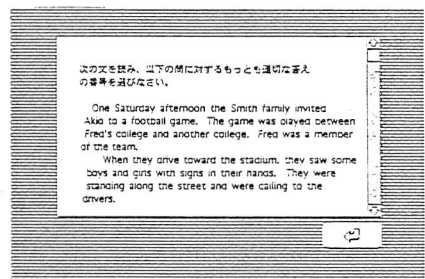 次の文を読み、以下の問に対するもっとも適切な答え
の番号を選びなさい。
One Saturday afternoon the Smith family invited
Akio to a football game. The game was played between
Fred's college and another college. Fred was a member
of the team.
When they drive toward the stadium, they saw some
boys and girls with signs in their hands. They were
standing along the street and were calling to the
drivers.